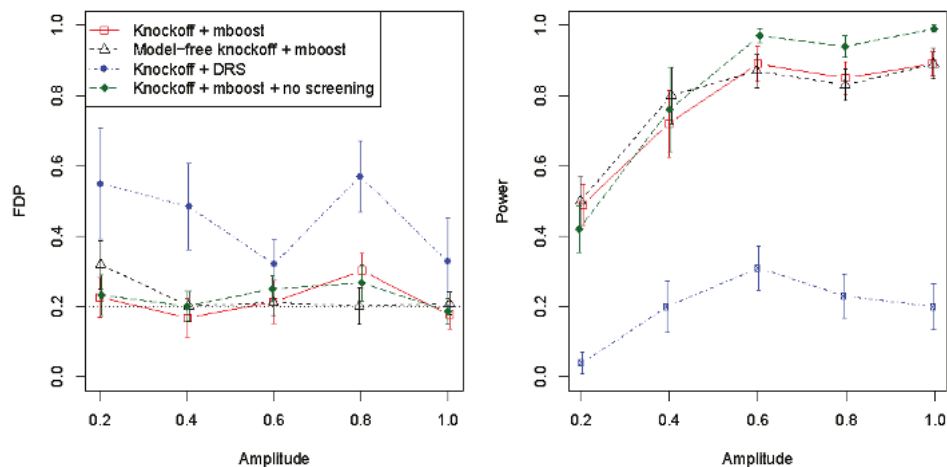 Knockoff + mboost
Model−free knockoff + mboost
Knockoff + DRS
Knockoff + mboost + no screening
FDP
1.0
0.8
0.6
0.4
0.2
0.0
0.2 0.4 0.6 0.8 1.0
Amplitude
Power
1.0
0.8
0.6
0.4
0.2
0.0
0.2 0.4 0.6 0.8 1.0
Amplitude